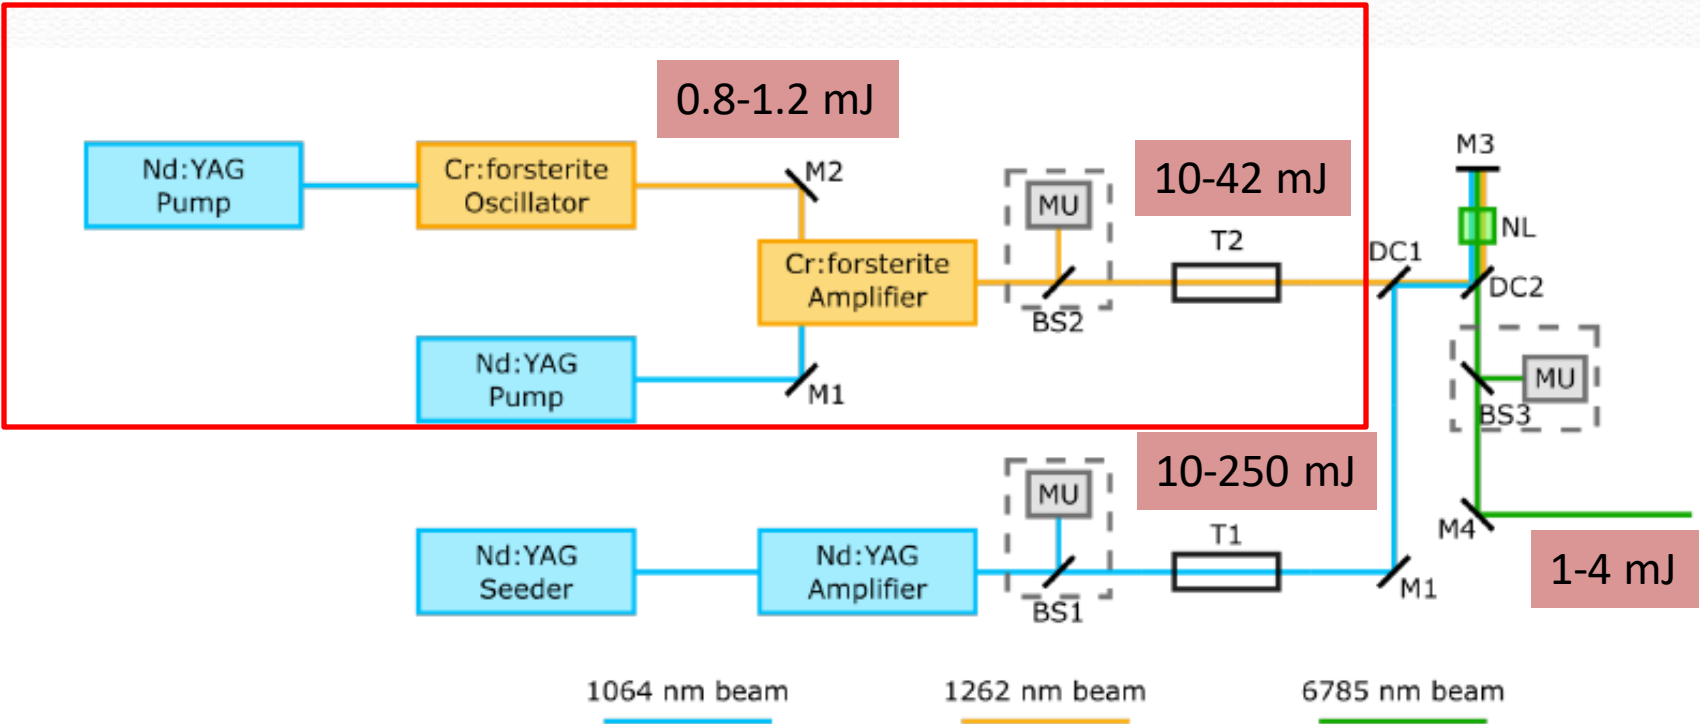 0.8-1.2 mJ
M3
Nd:YAG
Pump
Cr:forsterite
Oscillator
M2
10-42 mJ
MU
NL
T2
DC1
Cr:forsterite
Amplifier
DC2
BS2
Nd:YAG
Pump
M1
MU
BS3
10-250 mJ
MU
M4
T1
Nd:YAG
Seeder
Nd:YAG
Amplifier
1-4 mJ
M1
BS1
1064 nm beam
1262 nm beam
6785 nm beam